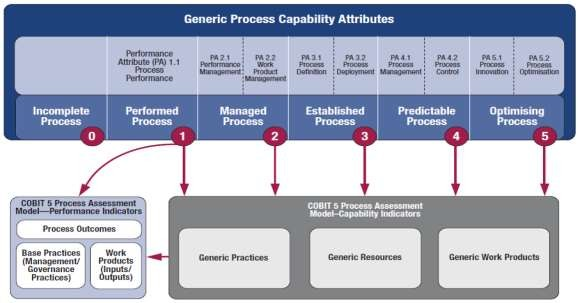 Generic Process Capability Attributes
Performance
Attribute (PA) 1.1
Process
Performance
PA 2.1
Performance
Management
PA 2.2
Work
Product
Management
PA 3.1
Process
Definition
PA 3.2
Process
Deployment
PA 4.1
Process
Management
PA 4.2
Process
Control
PA 5.1
Process
Innovation
PA 5.2
Process
Optimisation
Incomplete
Process
0
Performed
Process
1
Managed
Process
2
Established
Process
3
Predictable
Process
4
Optimising
Process
5
COBIT 5 Process Assessment
Model—Performance Indicators
Process Outcomes
Base Practices
(Management/
Governance
Practices)
Work
Products
(Inputs/
Outputs)
COBIT 5 Process Assessment
Model–Capability Indicators
Generic Practices
Generic Resources
Generic Work Products